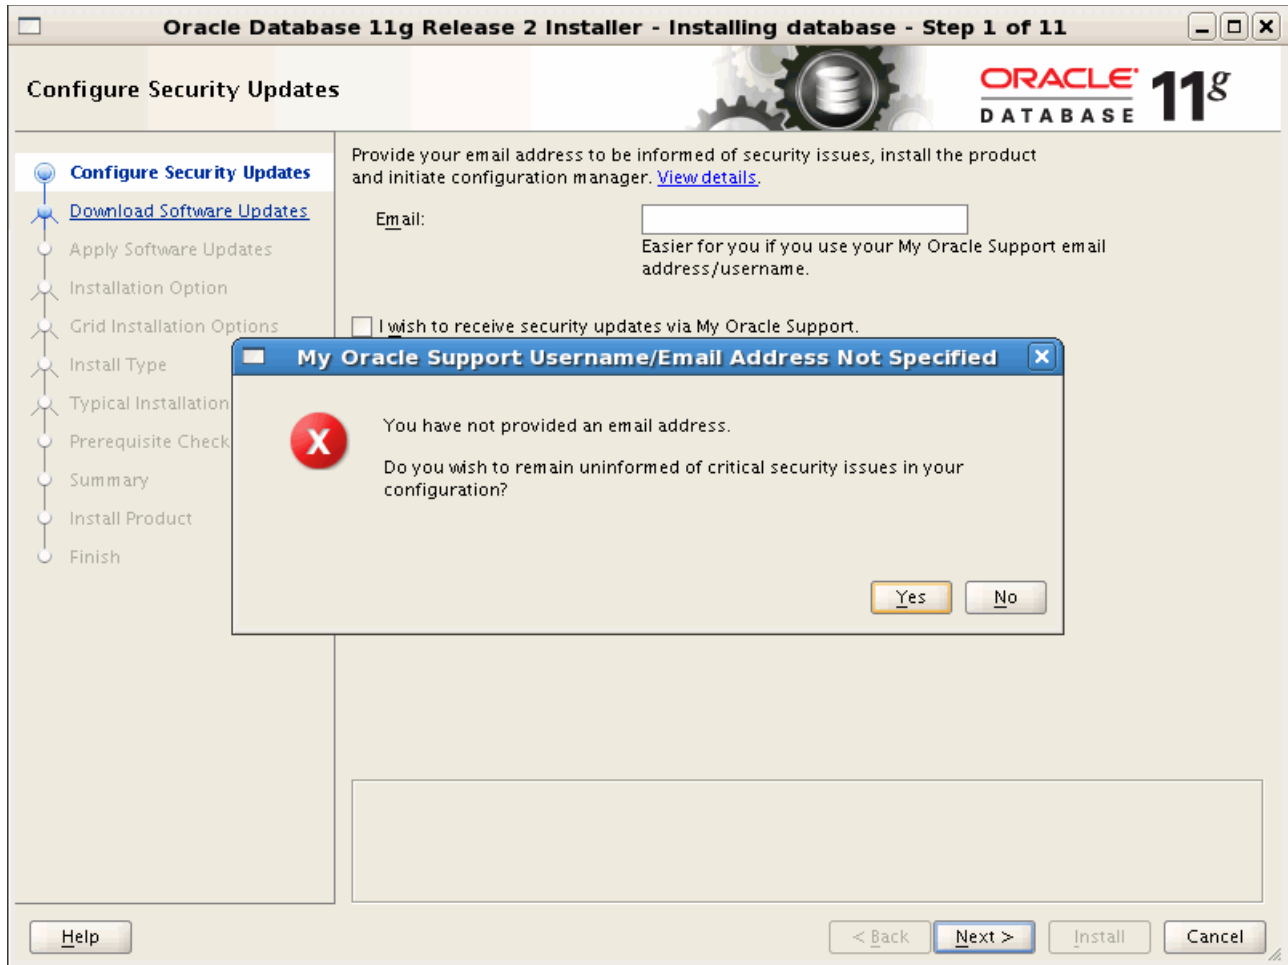 Oracle Database 11g Release 2 Installer - Installing database - Step 1 of 11
Configure Security Updates
ORACLE
DATABASE
11g
Configure Security Updates
Download Software Updates
Apply Software Updates
Installation Option
Grid Installation Options
Install Type
Typical Installation
Prerequisite Check
Summary
Install Product
Finish
Provide your email address to be informed of security issues, install the product
and initiate configuration manager. View details.
Email:
Easier for you if you use your My Oracle Support email
address/username.
I wish to receive security updates via My Oracle Support.
My Oracle Support Username/Email Address Not Specified
You have not provided an email address.
Do you wish to remain uninformed of critical security issues in your
configuration?
Yes
No
Help
< Back
Next >
Install
Cancel